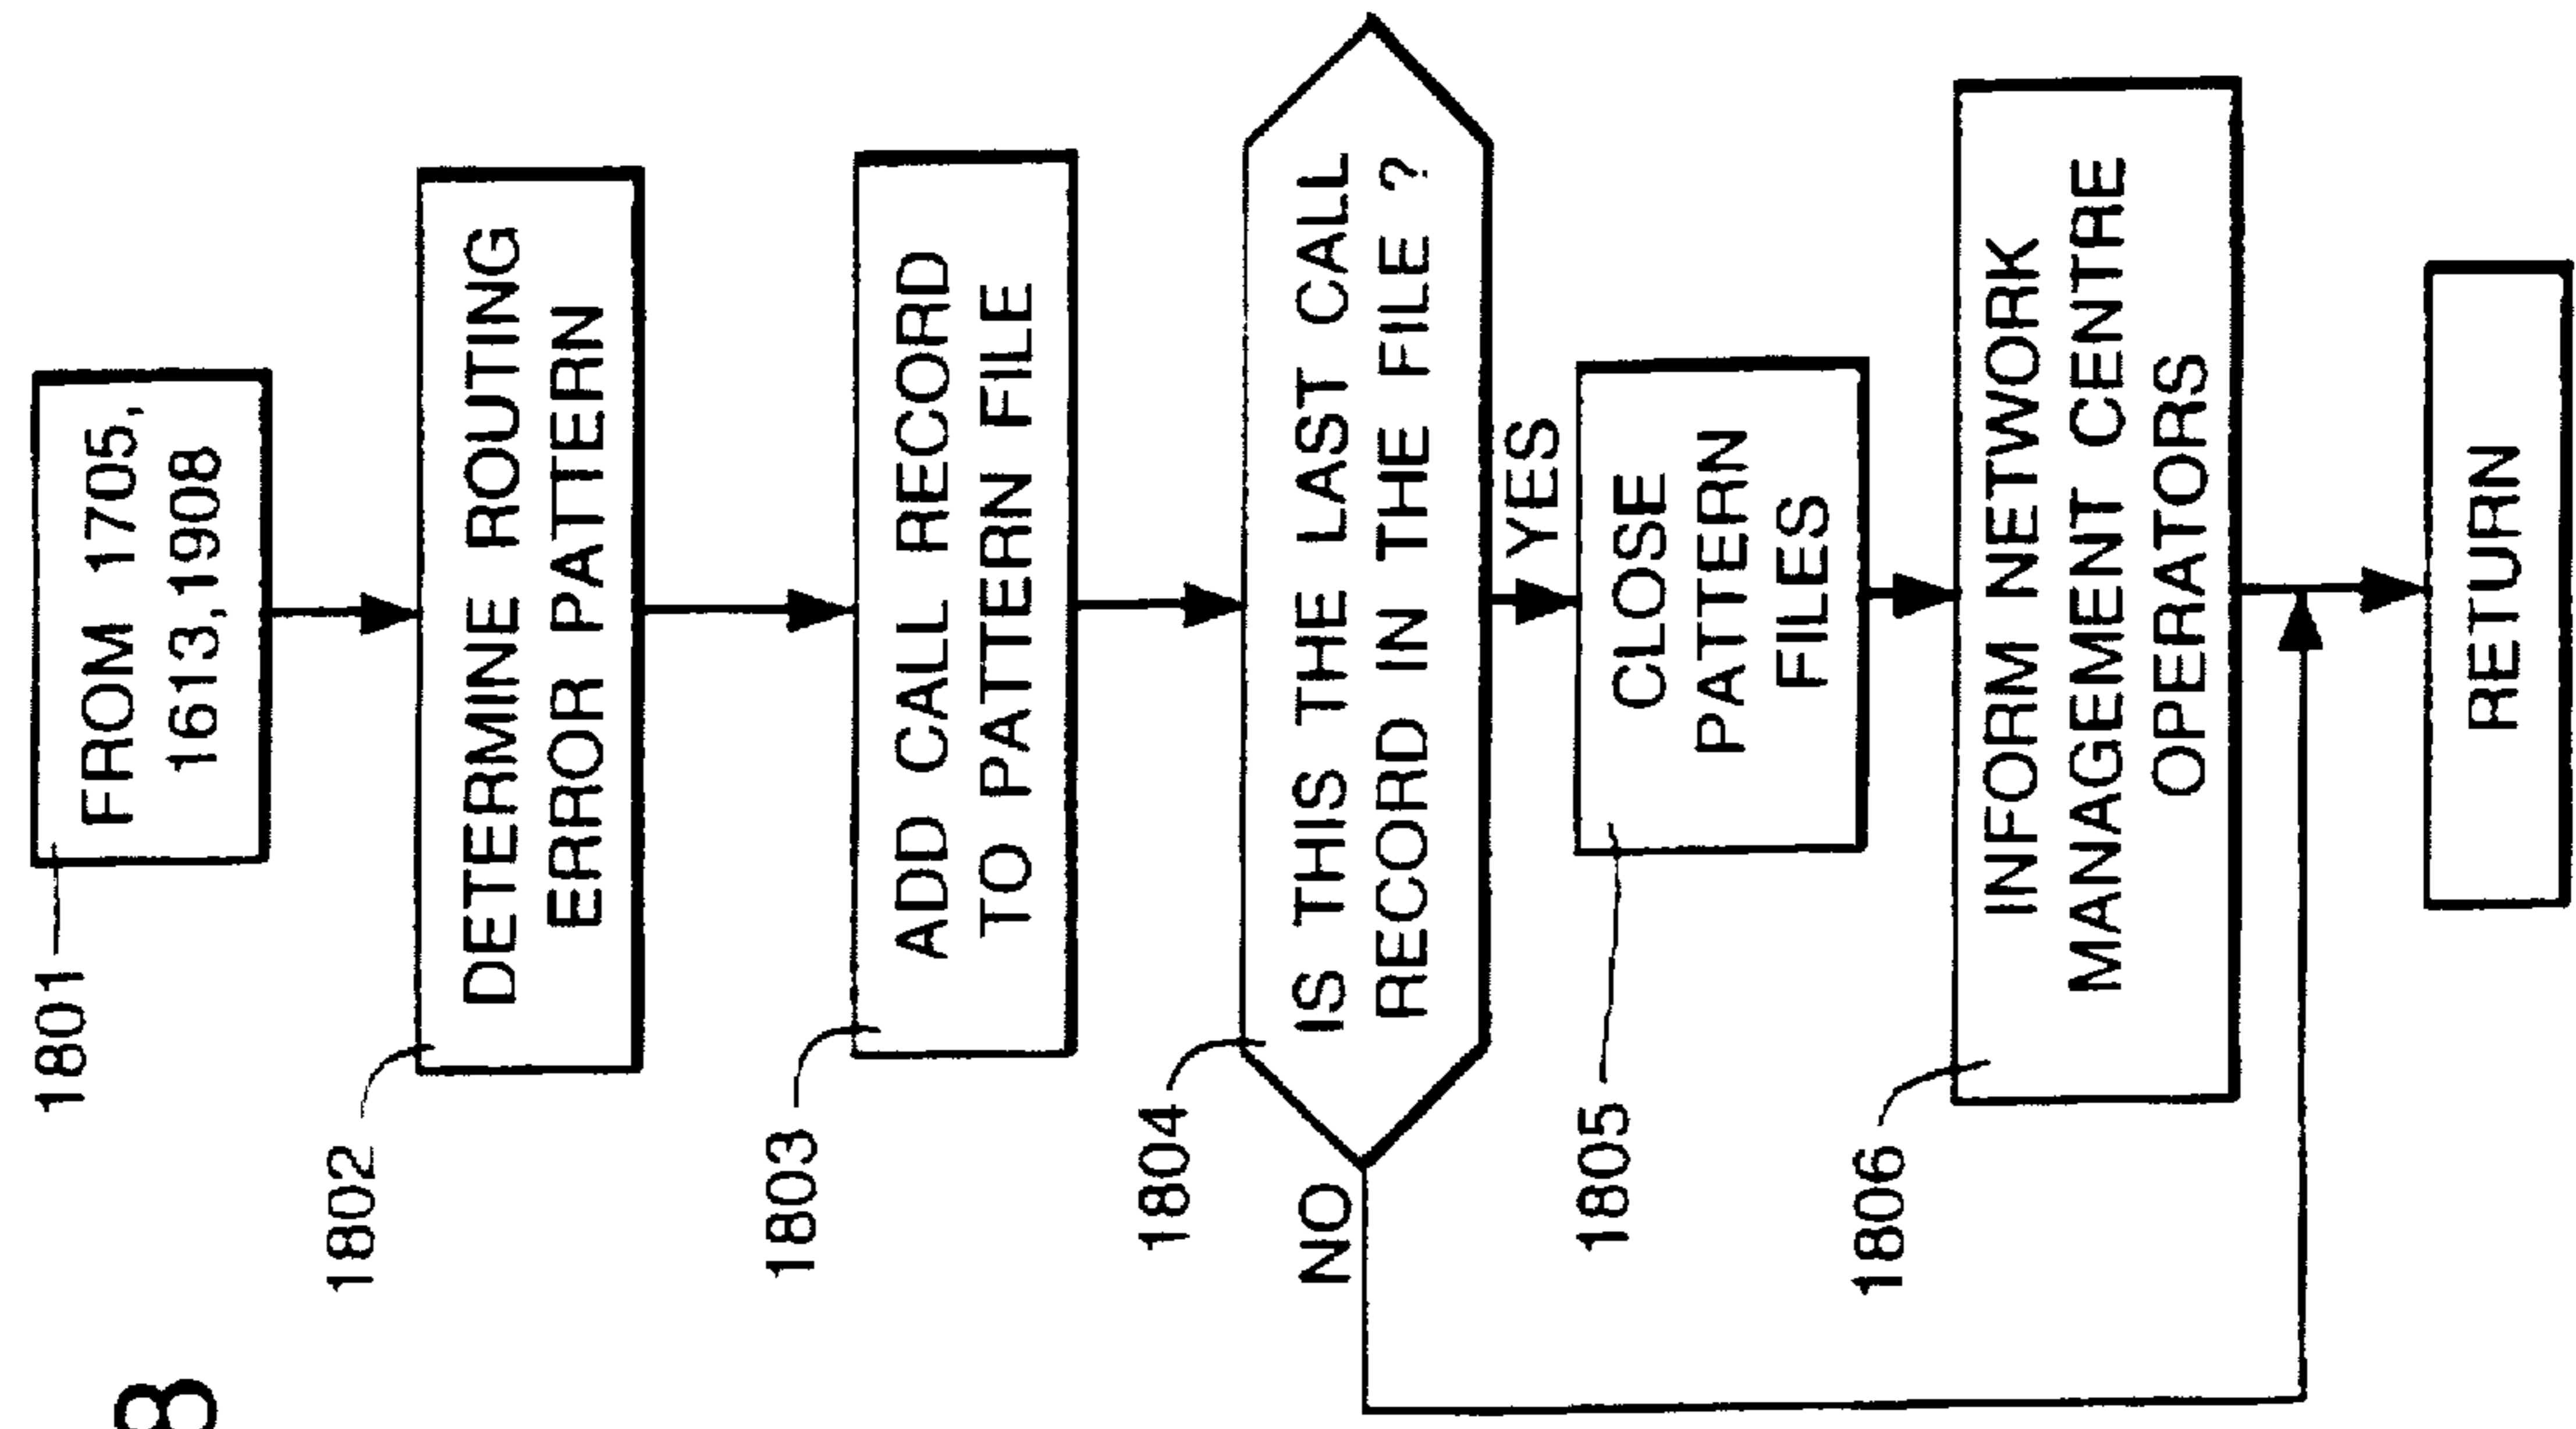 8
1801
FROM 1705,
1613,1908
1802
DETERMINE ROUTING
ERROR PATTERN
1803
ADD CALL RECORD
TO PATTERN FILE
1804
IS THIS THE LAST CALL
RECORD IN THE FILE ?
NO
YES
1805
CLOSE
PATTERN
FILES
1806
INFORM NETWORK
MANAGEMENT CENTRE
OPERATORS
RETURN